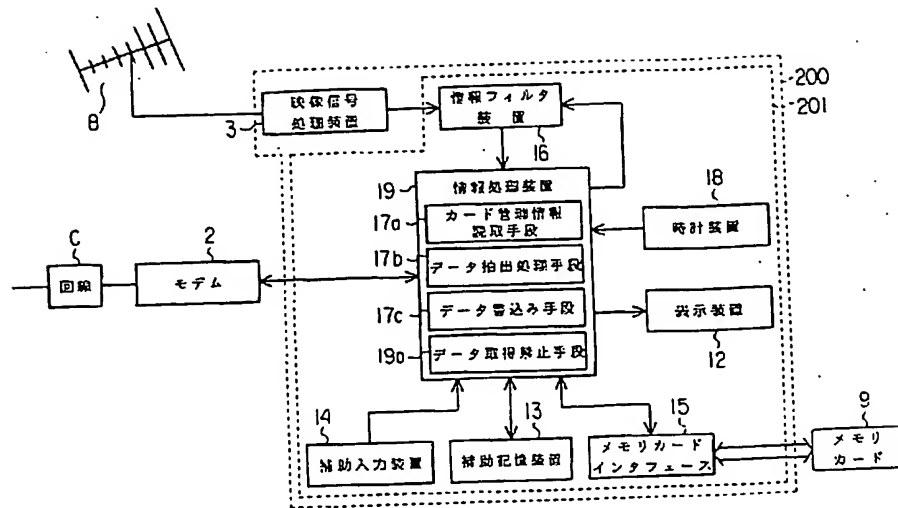 200
201
8
3
映像信号
処理装置
情報フィルタ
装置
16
19
情報処理装置
17a
カード管理情報
読取手段
18
時計装置
C
回線
2
モデム
17b
データ抽出処理手段
17c
データ書込み手段
表示装置
12
19a
データ取得禁止手段
14
補助入力装置
13
補助記憶装置
15
メモリカード
インタフェース
9
メモリ
カード